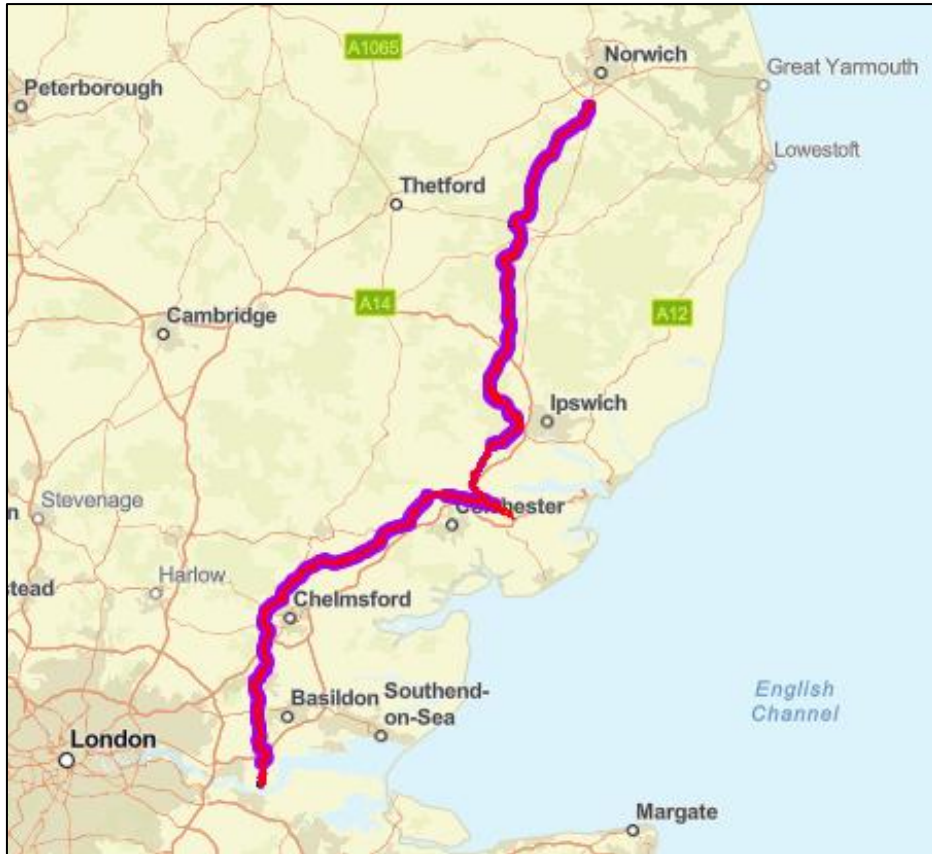 A1065
Norwich
Peterborough
Great Yarmouth
Lowestoft
Thetford
A14
A12
Cambridge
Ipswich
Stevenage
n
Colchester
Harlow
stead
Chelmsford
Basildon
Southend-
on-Sea
English
Channel
London
Margate